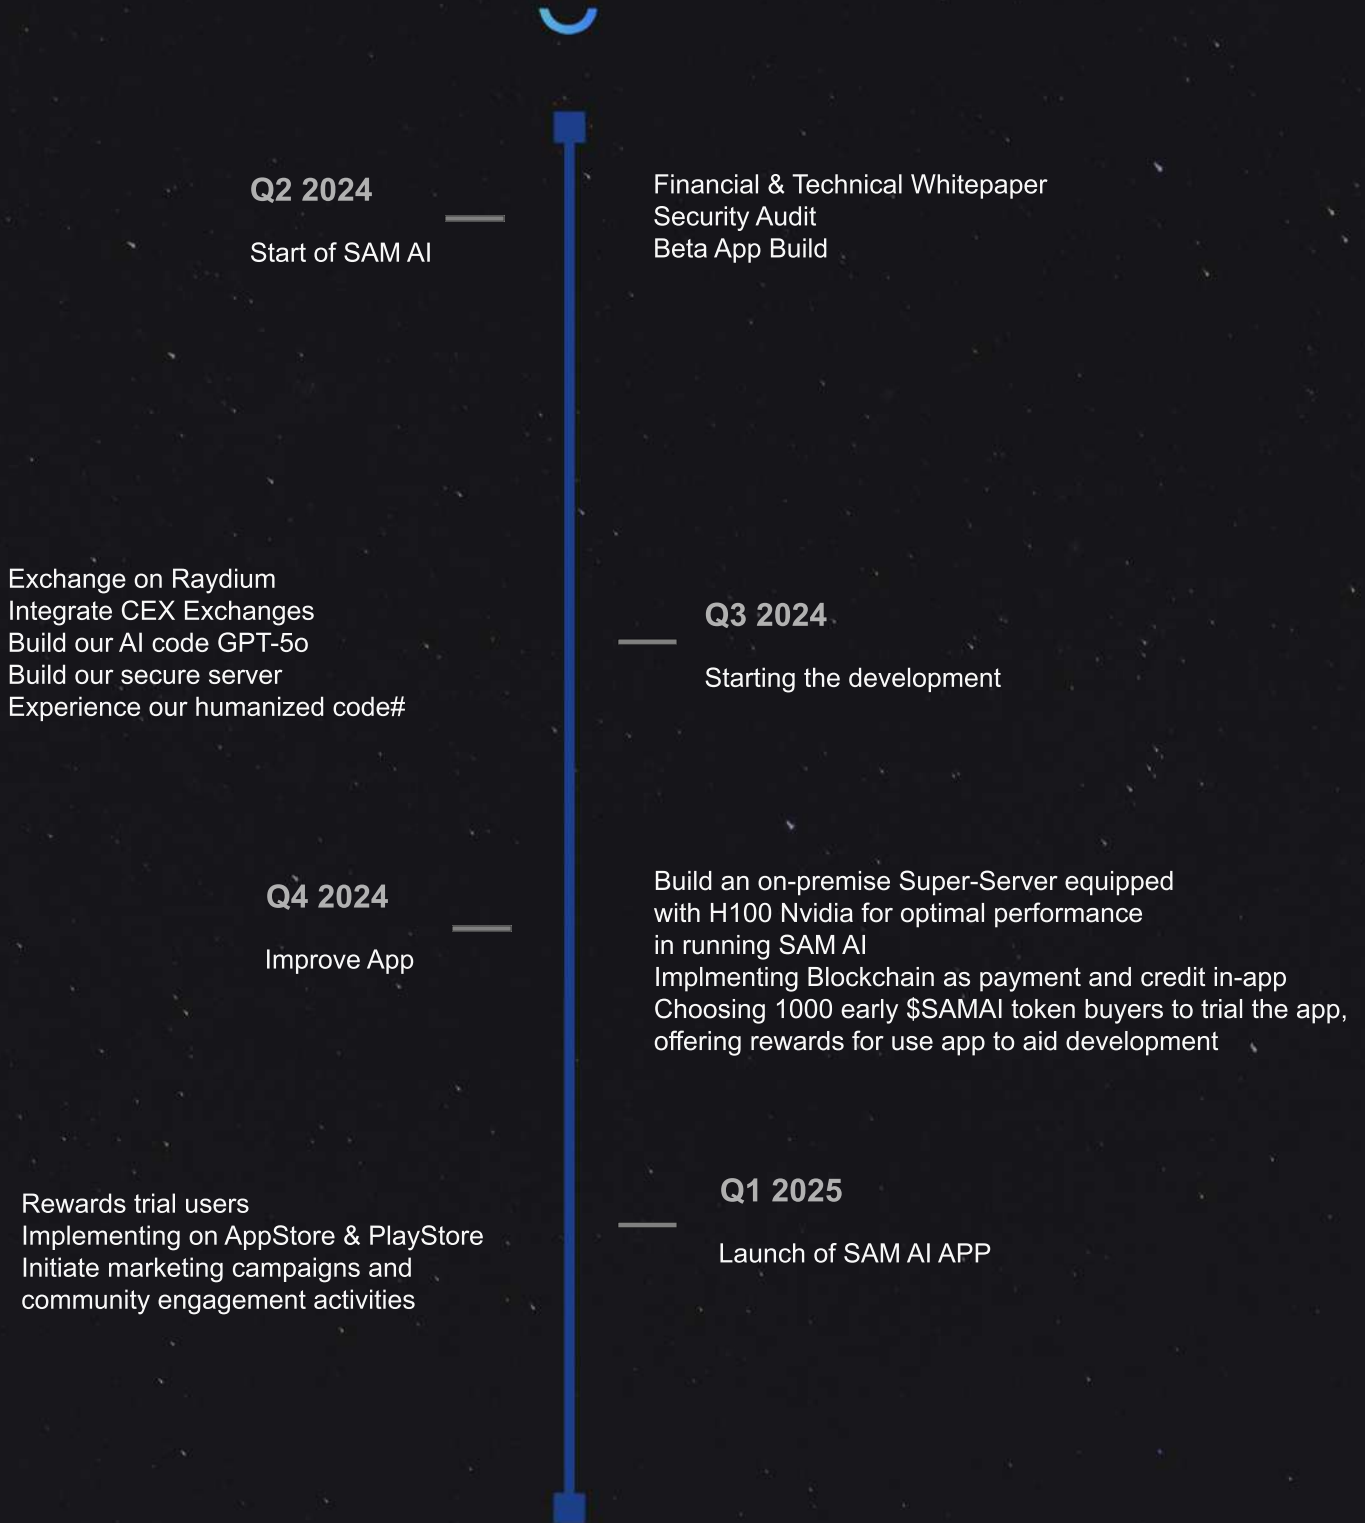 Q2 2024
Start of SAM AI
Financial & Technical Whitepaper
Security Audit
Beta App Build
Exchange on Raydium
Integrate CEX Exchanges
Build our AI code GPT-5o
Build our secure server
Experience our humanized code#
Q3 2024
Starting the development
Q4 2024
Improve App
Build an on-premise Super-Server equipped
with H100 Nvidia for optimal performance
in running SAM AI
Implmenting Blockchain as payment and credit in-app
Choosing 1000 early $SAMAI token buyers to trial the app,
offering rewards for use app to aid development
Rewards trial users
Implementing on AppStore & PlayStore
Initiate marketing campaigns and
community engagement activities
Q1 2025
Launch of SAM AI APP